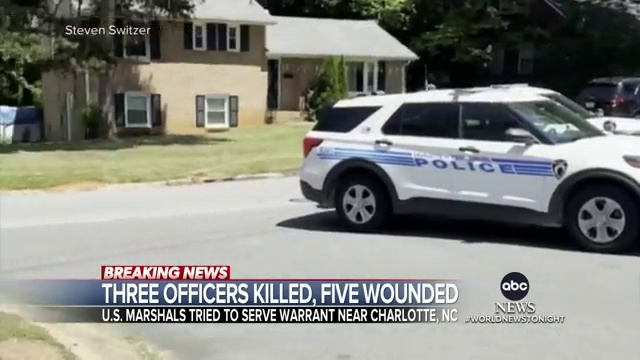 Steven Switzer
POLICE
BREAKING NEWS
THREE OFFICERS KILLED, FIVE WOUNDED
U.S. MARSHALS TRIED TO SERVE WARRANT NEAR CHARLOTTE, NC
abc
NEWS
#WORLDNEWSTONIGHT